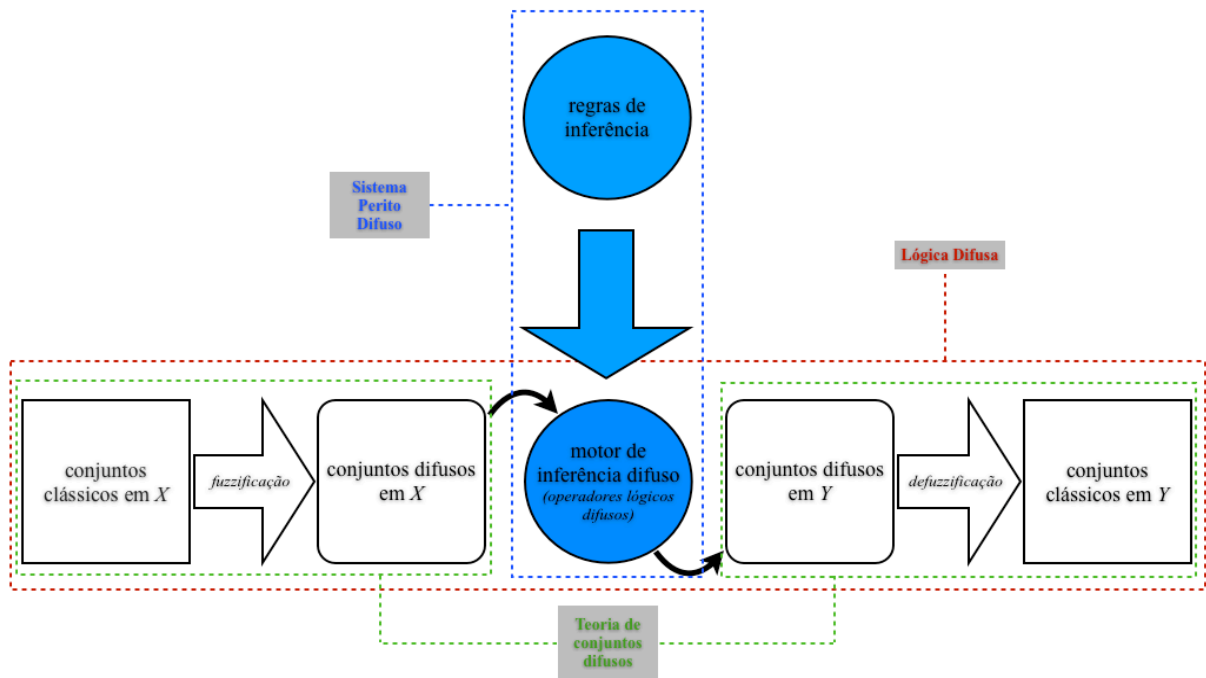 regras de
inferência
Sistema
Perito
Difuso
Lógica Difusa
conjuntos
clássicos em X
fuzzificação
conjuntos difusos
em X
motor de
inferência difuso
(operadores lógicos
difusos)
conjuntos difusos
em Y
defuzzificação
conjuntos
clássicos em Y
Teoria de
conjuntos
difusos